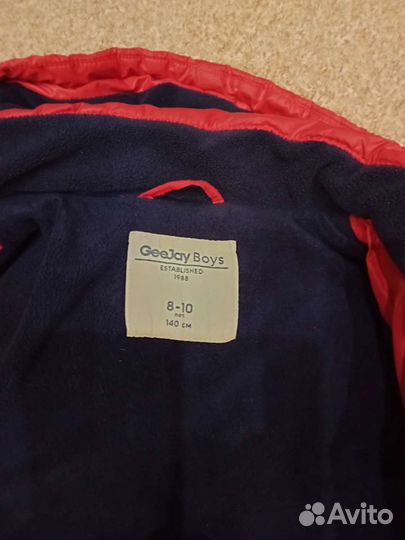 GeeJay Boys
ESTABLISHED
1988
8-10
лет
140 см
Avito